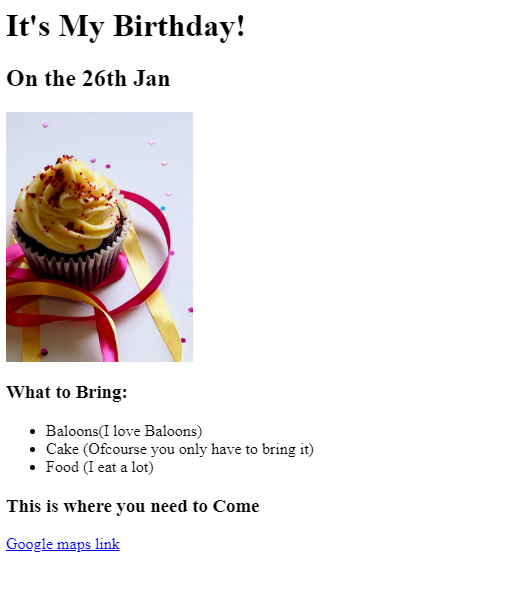 It's My Birthday!
On the 26th Jan
What to Bring:
Baloons(I love Baloons)
Cake (Ofcourse you only have to bring it)
Food (I eat a lot)
This is where you need to Come
Google maps link